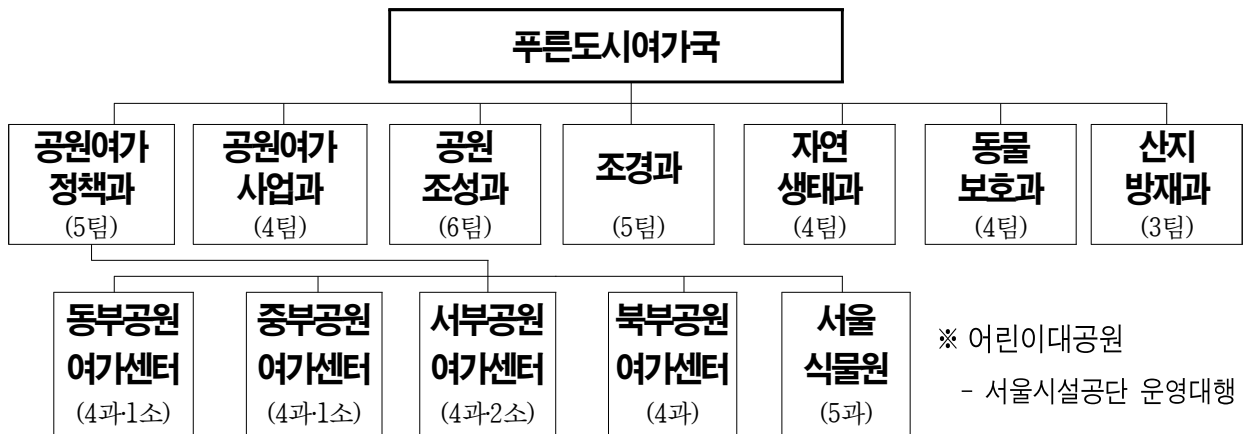 푸른도시여가국
공원여가
정책과
(5팀)
공원여가
사업과
(4팀)
공원
조성과
(6팀)
조경과
(5팀)
자연
생태과
(4팀)
동물
보호과
(4팀)
산지
방재과
(3팀)
동부공원
여가센터
(4과·1소)
중부공원
여가센터
(4과·1소)
서부공원
여가센터
(4과·2소)
북부공원
여가센터
(4과)
서울
식물원
(5과)
※ 어린이대공원
- 서울시설공단 운영대행